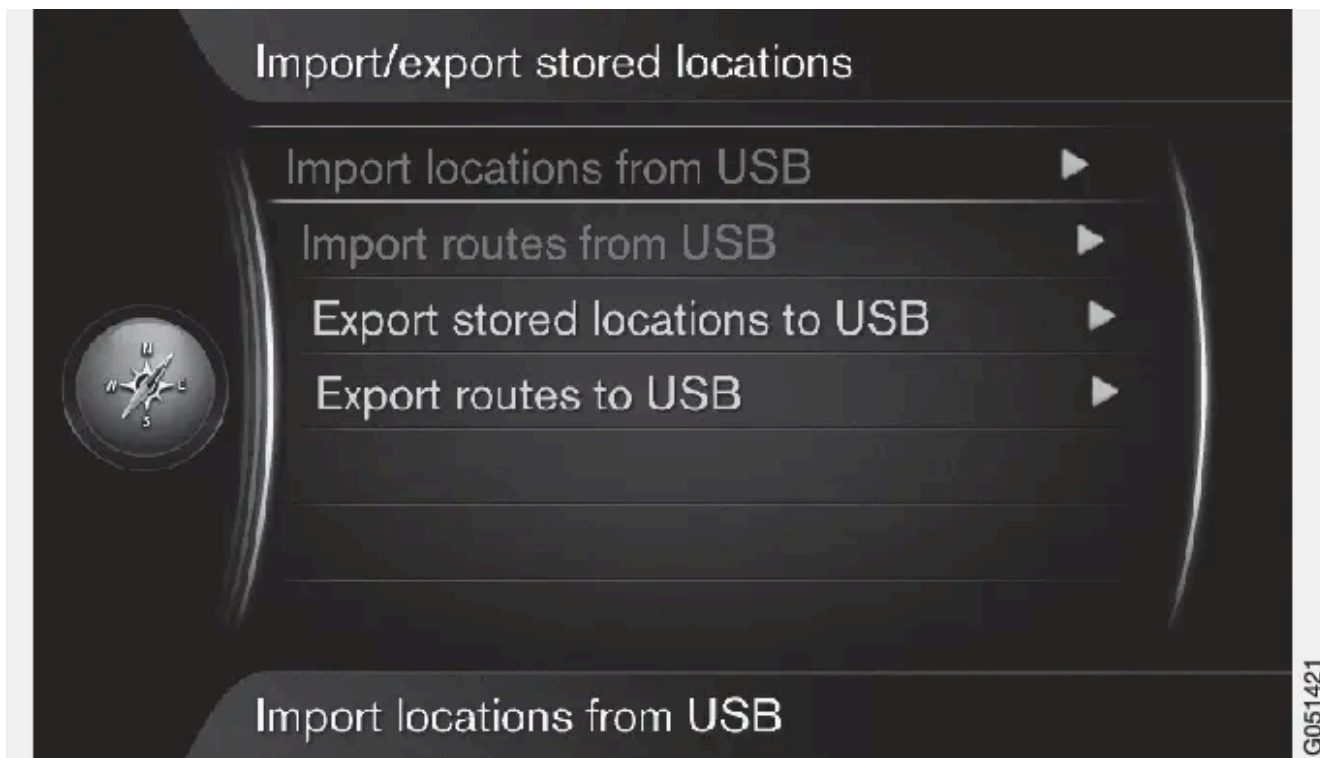 Import/export stored locations
Import locations from USB
Import routes from USB
Export stored locations to USB
Export routes to USB
N
W E
S
Import locations from USB
G051421